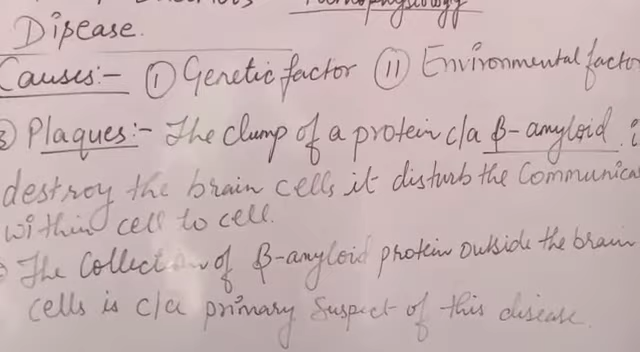 Pathophysiology
Disease.
Causes:- (I) Genetic factor (II) Environmental factor
Plaques:- The clump of a protein c/a β-amyloid.
destroy the brain cells it disturb the Communica
within cell to cell.
The Collection of β-amyloid protein outside the brain
cells is c/a primary Suspect of this disease.